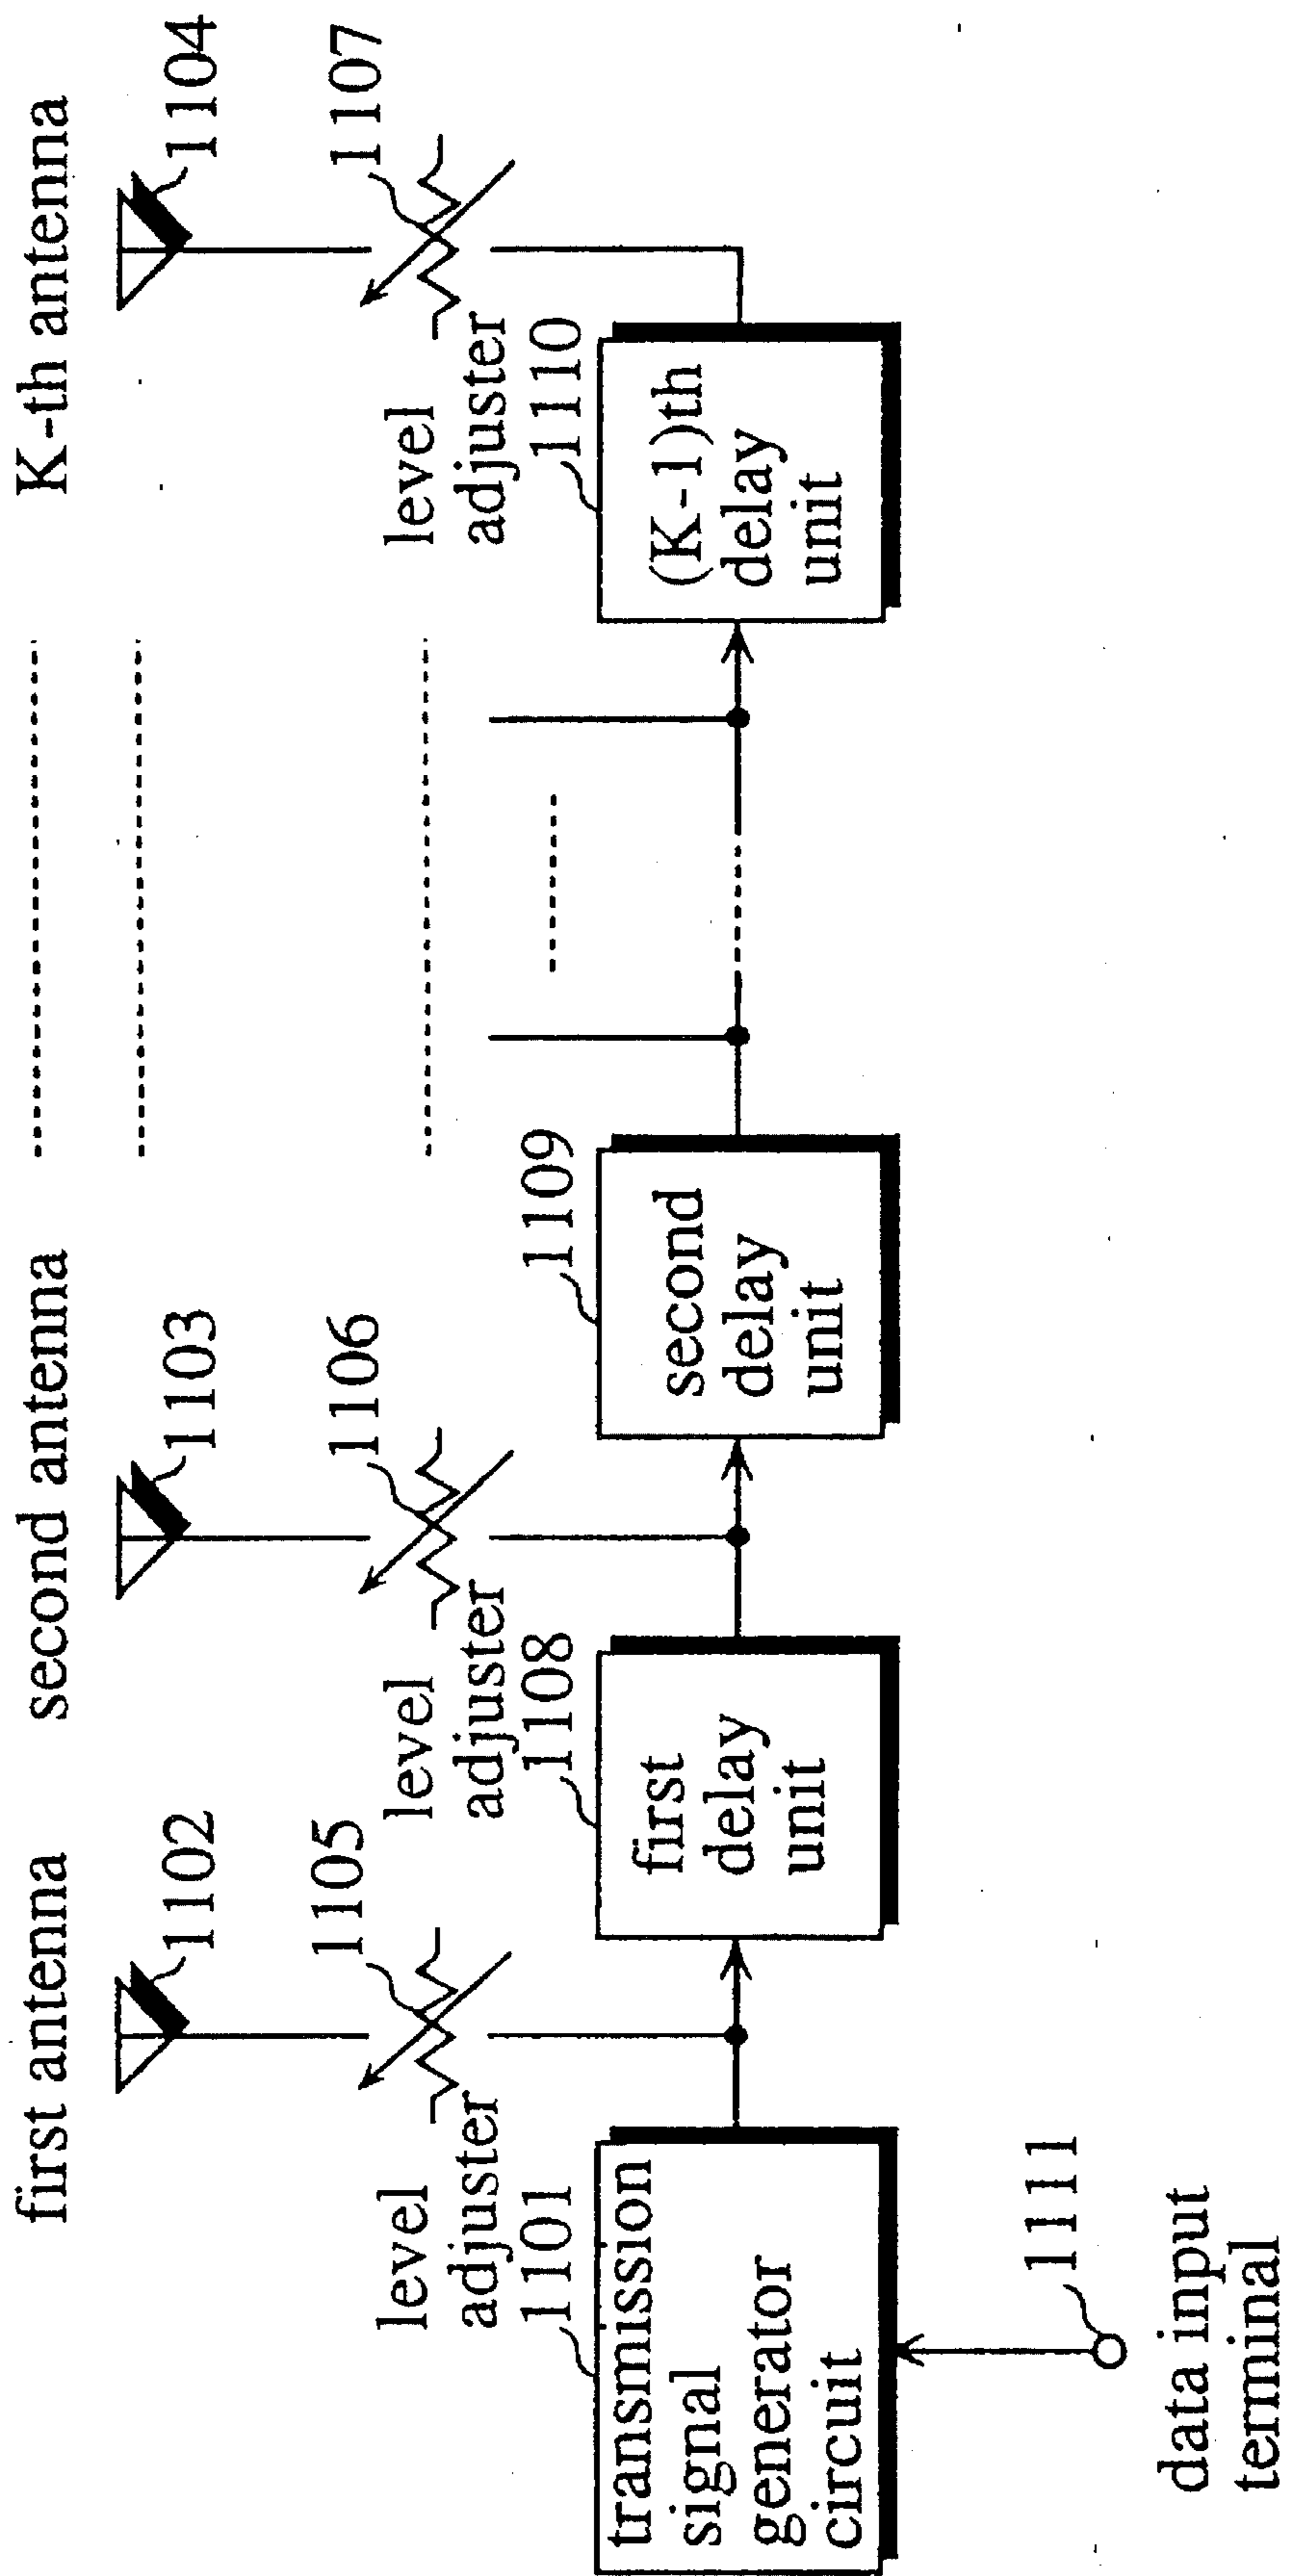 first antenna
second antenna
K-th antenna
1102
1103
1104
1105
1106
1107
level
adjuster
level
adjuster
level
adjuster
1101
1108
1109
1110
transmission
signal
generator
circuit
first
delay
unit
second
delay
unit
(K-1)th
delay
unit
1111
data input
terminal